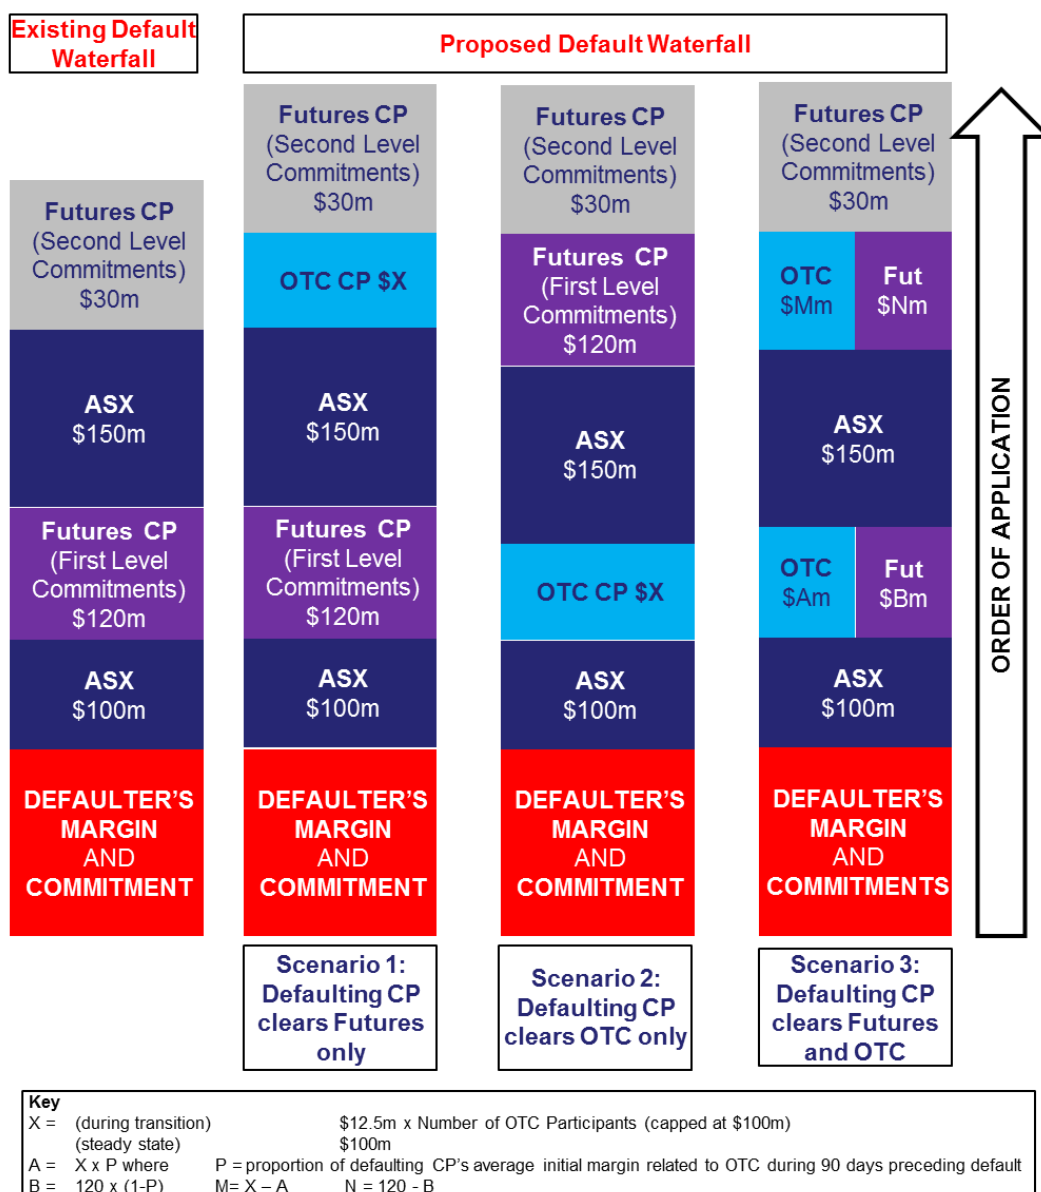 Existing Default
Waterfall
Proposed Default Waterfall
Futures CP
(Second Level
Commitments)
$30m
ASX
$150m
Futures CP
(First Level
Commitments)
$120m
ASX
$100m
DEFAULTER'S
MARGIN
AND
COMMITMENT
Futures CP
(Second Level
Commitments)
$30m
OTC CP $X
ASX
$150m
Futures CP
(First Level
Commitments)
$120m
ASX
$100m
DEFAULTER'S
MARGIN
AND
COMMITMENT
Scenario 1:
Defaulting CP
clears Futures
only
Futures CP
(Second Level
Commitments)
$30m
Futures CP
(First Level
Commitments)
$120m
ASX
$150m
OTC CP $X
ASX
$100m
DEFAULTER'S
MARGIN
AND
COMMITMENT
Scenario 2:
Defaulting CP
clears OTC only
Futures CP
(Second Level
Commitments)
$30m
OTC Fut
$Mm $Nm
ASX
$150m
OTC Fut
$Am $Bm
ASX
$100m
DEFAULTER'S
MARGIN
AND
COMMITMENTS
Scenario 3:
Defaulting CP
clears Futures
and OTC
ORDER OF APPLICATION
Key
X = (during transition) $12.5m x Number of OTC Participants (capped at $100m)
(steady state) $100m
A = X x P where P = proportion of defaulting CP's average initial margin related to OTC during 90 days preceding default
B = 120 x (1-P) M= X – A N = 120 - B